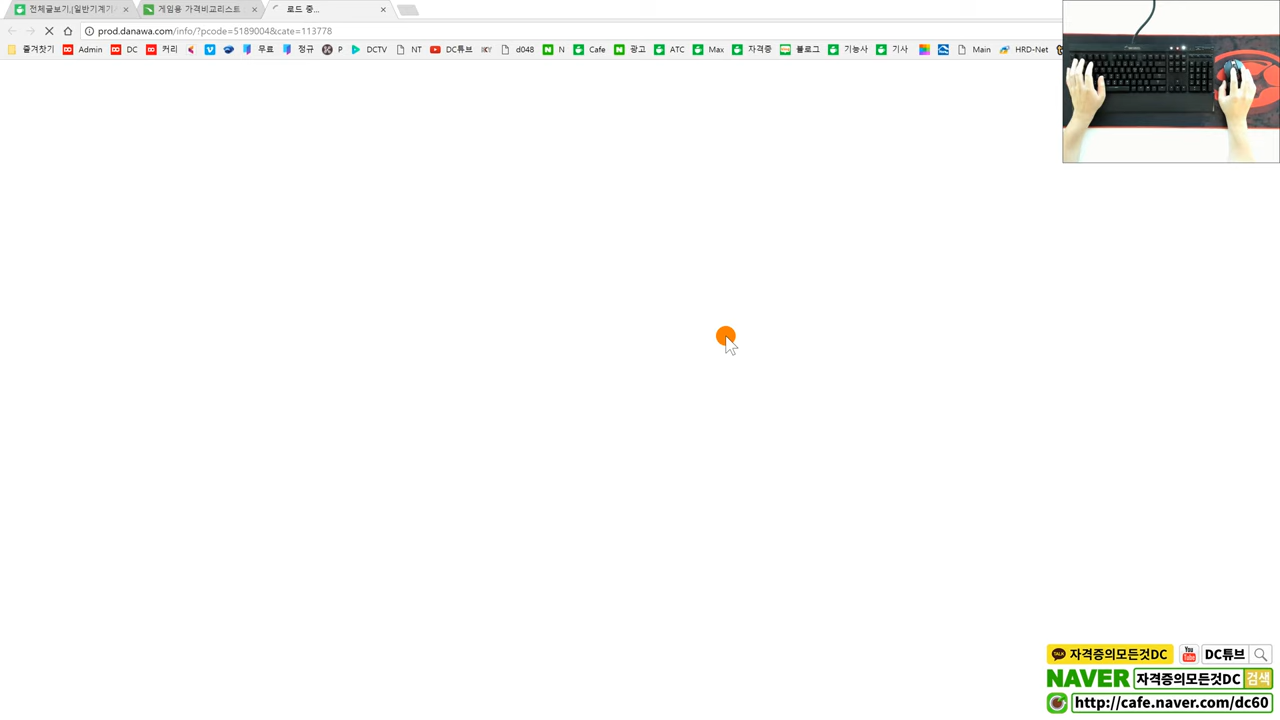 전체글보기,[일반기계기
게임용 가격비교리스트
로드 중...
prod.danawa.com/info/?pcode=5189004&cate=113778
즐겨찾기 Admin DC 커리 무료 정규 P DCTV NT DC튜브 d048 N Cafe 광고 ATC Max 자격증 블로그 기능사 기사 Main HRD-Net
TALK 자격증의모든것DC You Tube DC튜브
NAVER 자격증의모든것DC 검색
http://cafe.naver.com/dc60